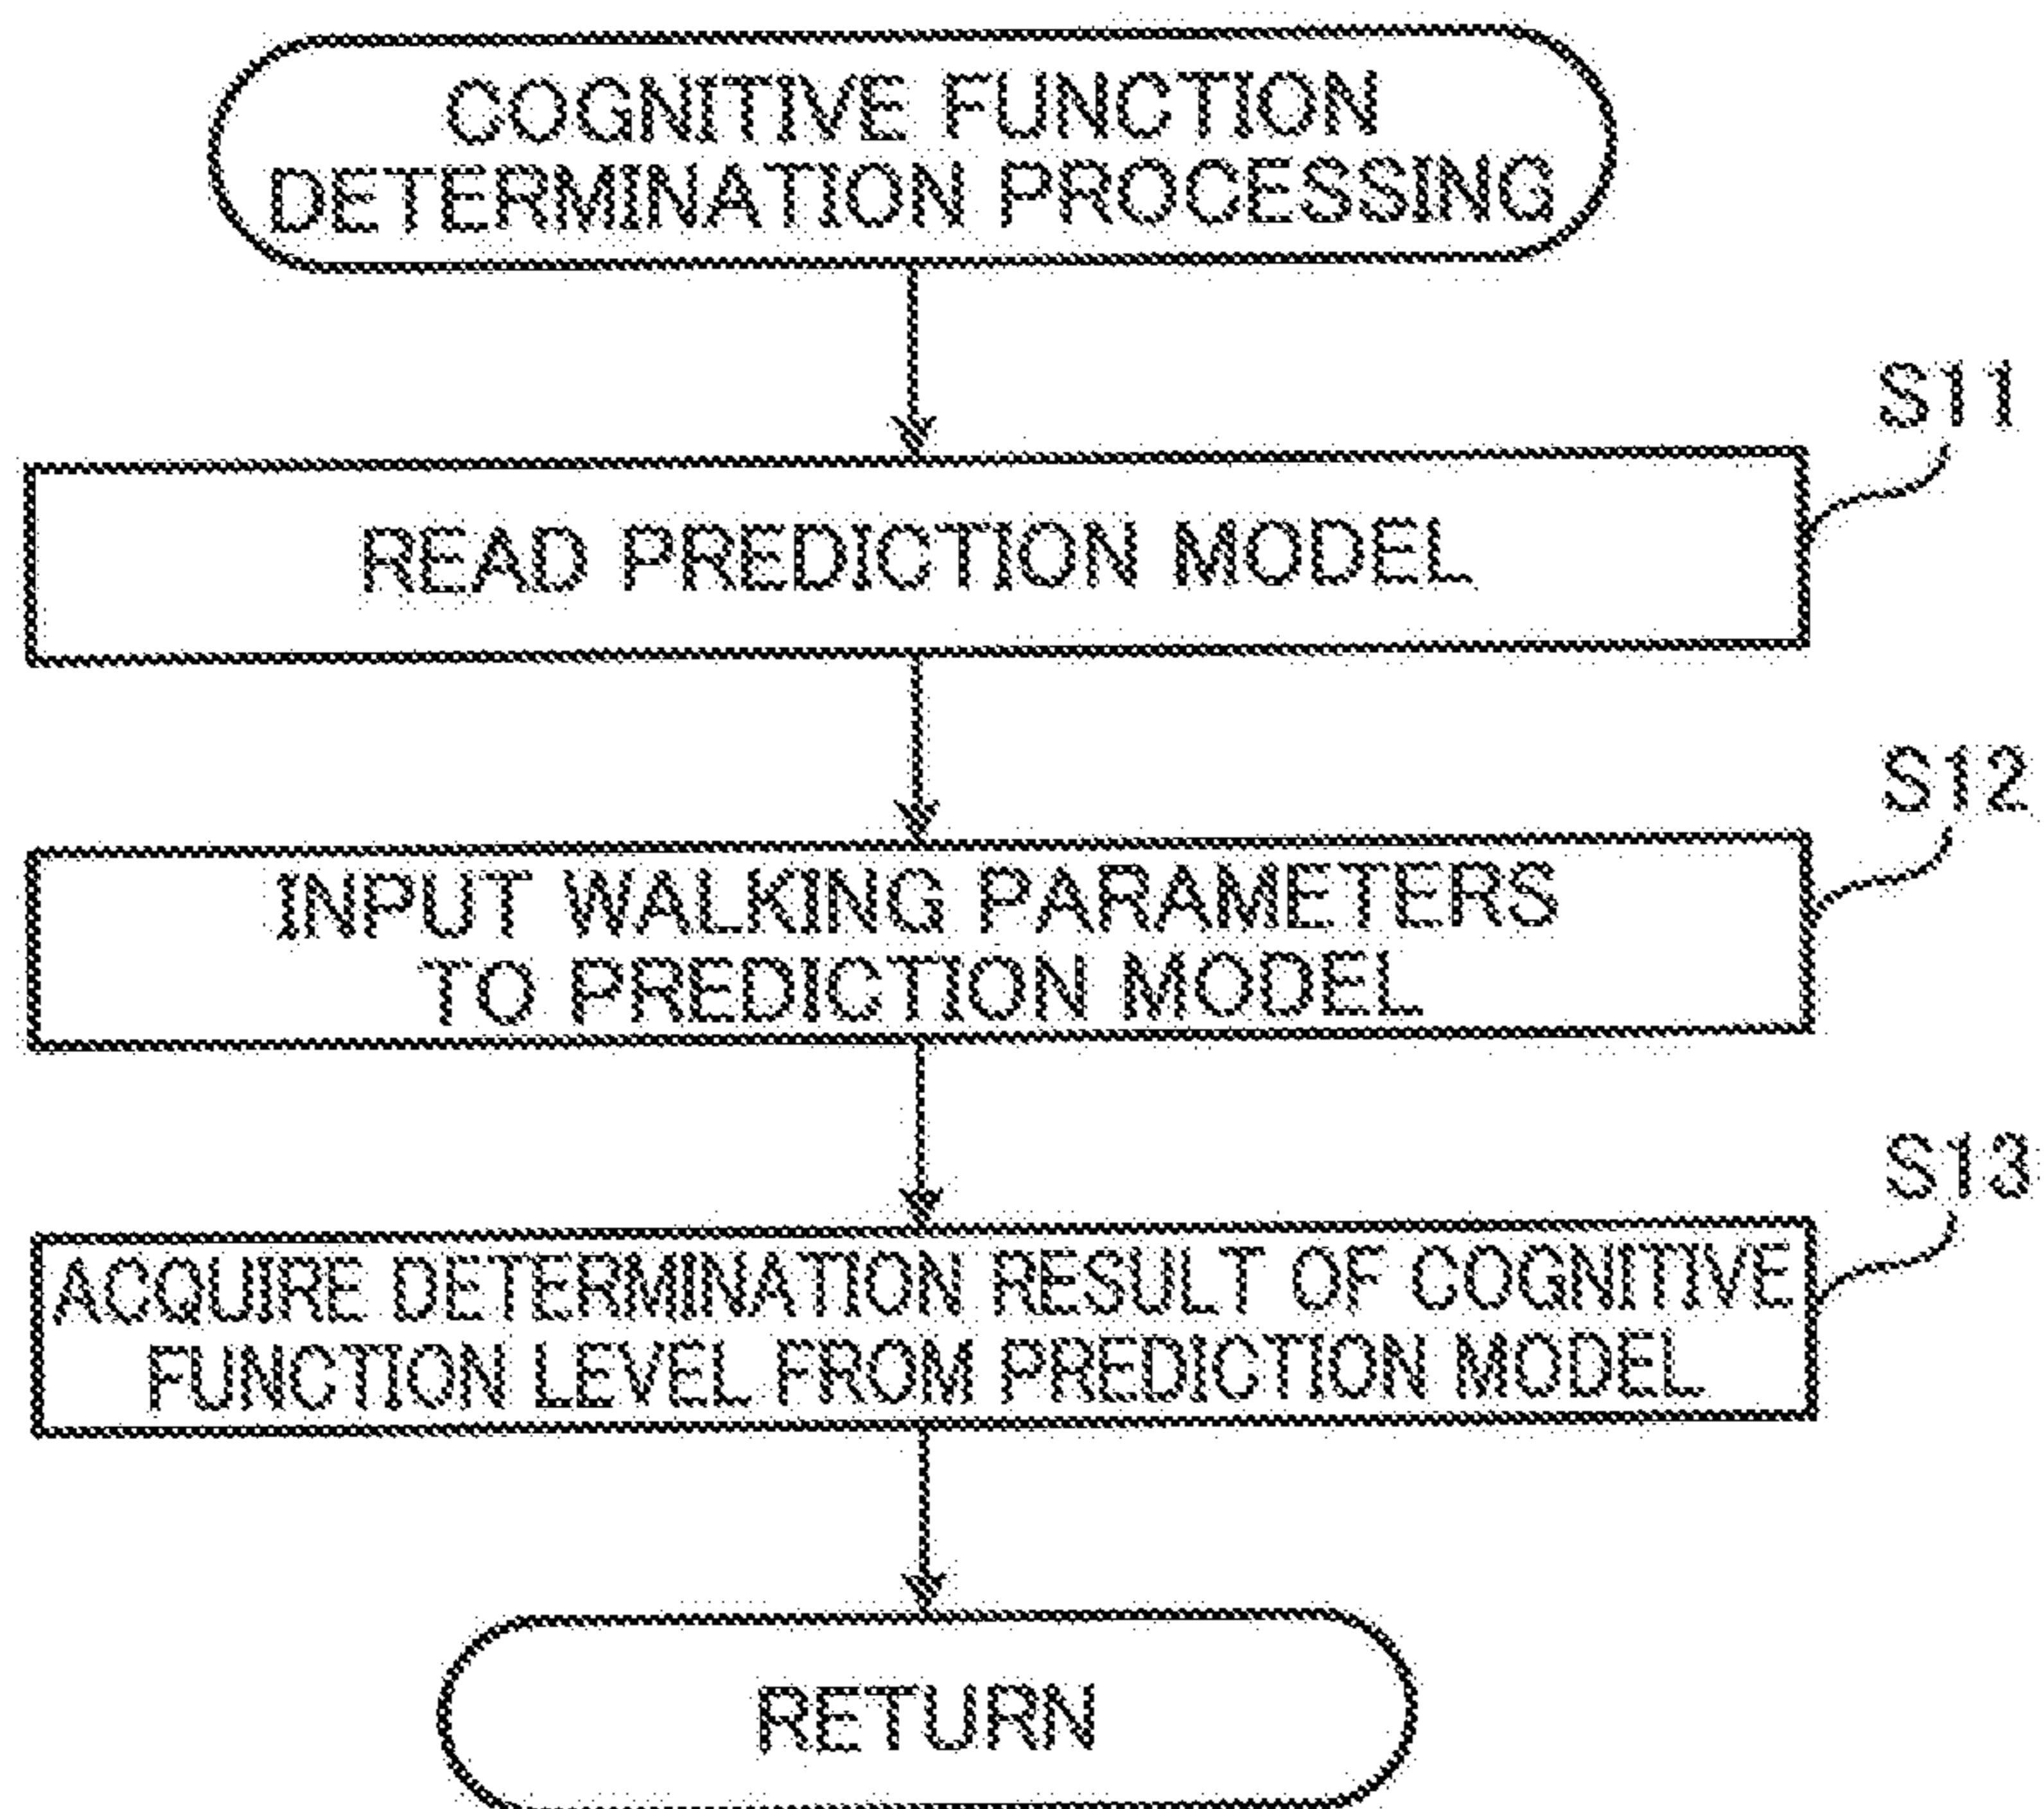 COGNITIVE FUNCTION
DETERMINATION PROCESSING
S11
READ PREDICTION MODEL
S12
INPUT WALKING PARAMETERS
TO PREDICTION MODEL
S13
ACQUIRE DETERMINATION RESULT OF COGNITIVE
FUNCTION LEVEL FROM PREDICTION MODEL
RETURN